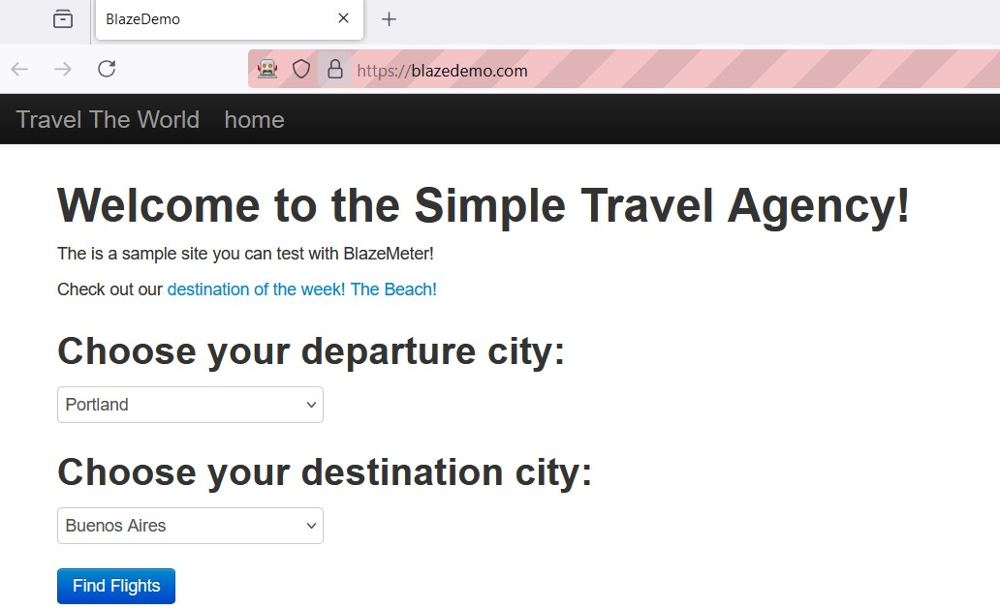 BlazeDemo
https://blazedemo.com
Travel The World home
Welcome to the Simple Travel Agency!
The is a sample site you can test with BlazeMeter!
Check out our destination of the week! The Beach!
Choose your departure city:
Portland
Choose your destination city:
Buenos Aires
Find Flights